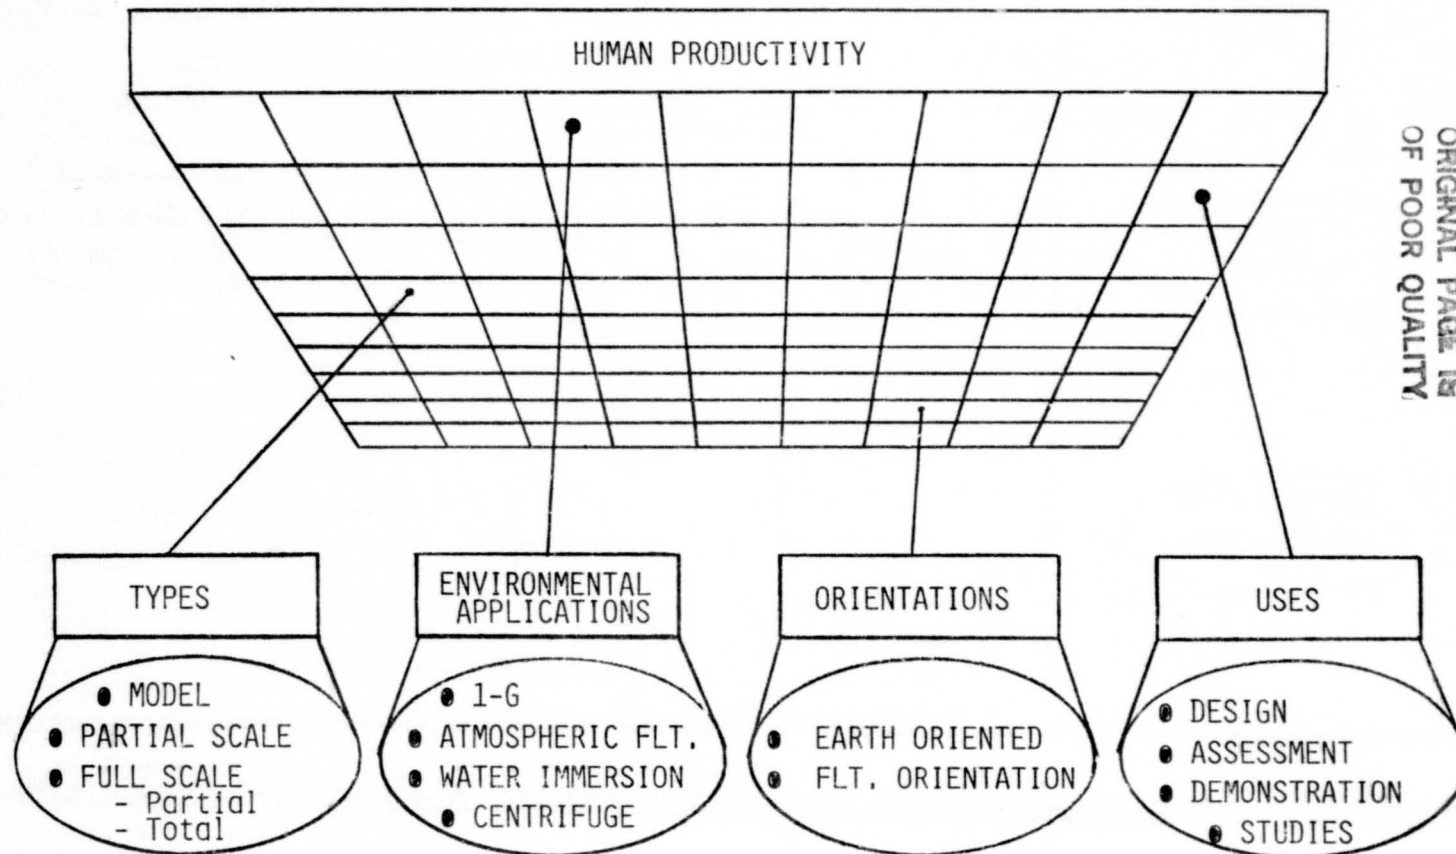 HUMAN PRODUCTIVITY
ORIGINAL PAGE IS
OF POOR QUALITY
TYPES
● MODEL
● PARTIAL SCALE
● FULL SCALE
- Partial
- Total
ENVIRONMENTAL
APPLICATIONS
● 1-G
● ATMOSPHERIC FLT.
● WATER IMMERSION
● CENTRIFUGE
ORIENTATIONS
● EARTH ORIENTED
● FLT. ORIENTATION
USES
● DESIGN
● ASSESSMENT
● DEMONSTRATION
● STUDIES